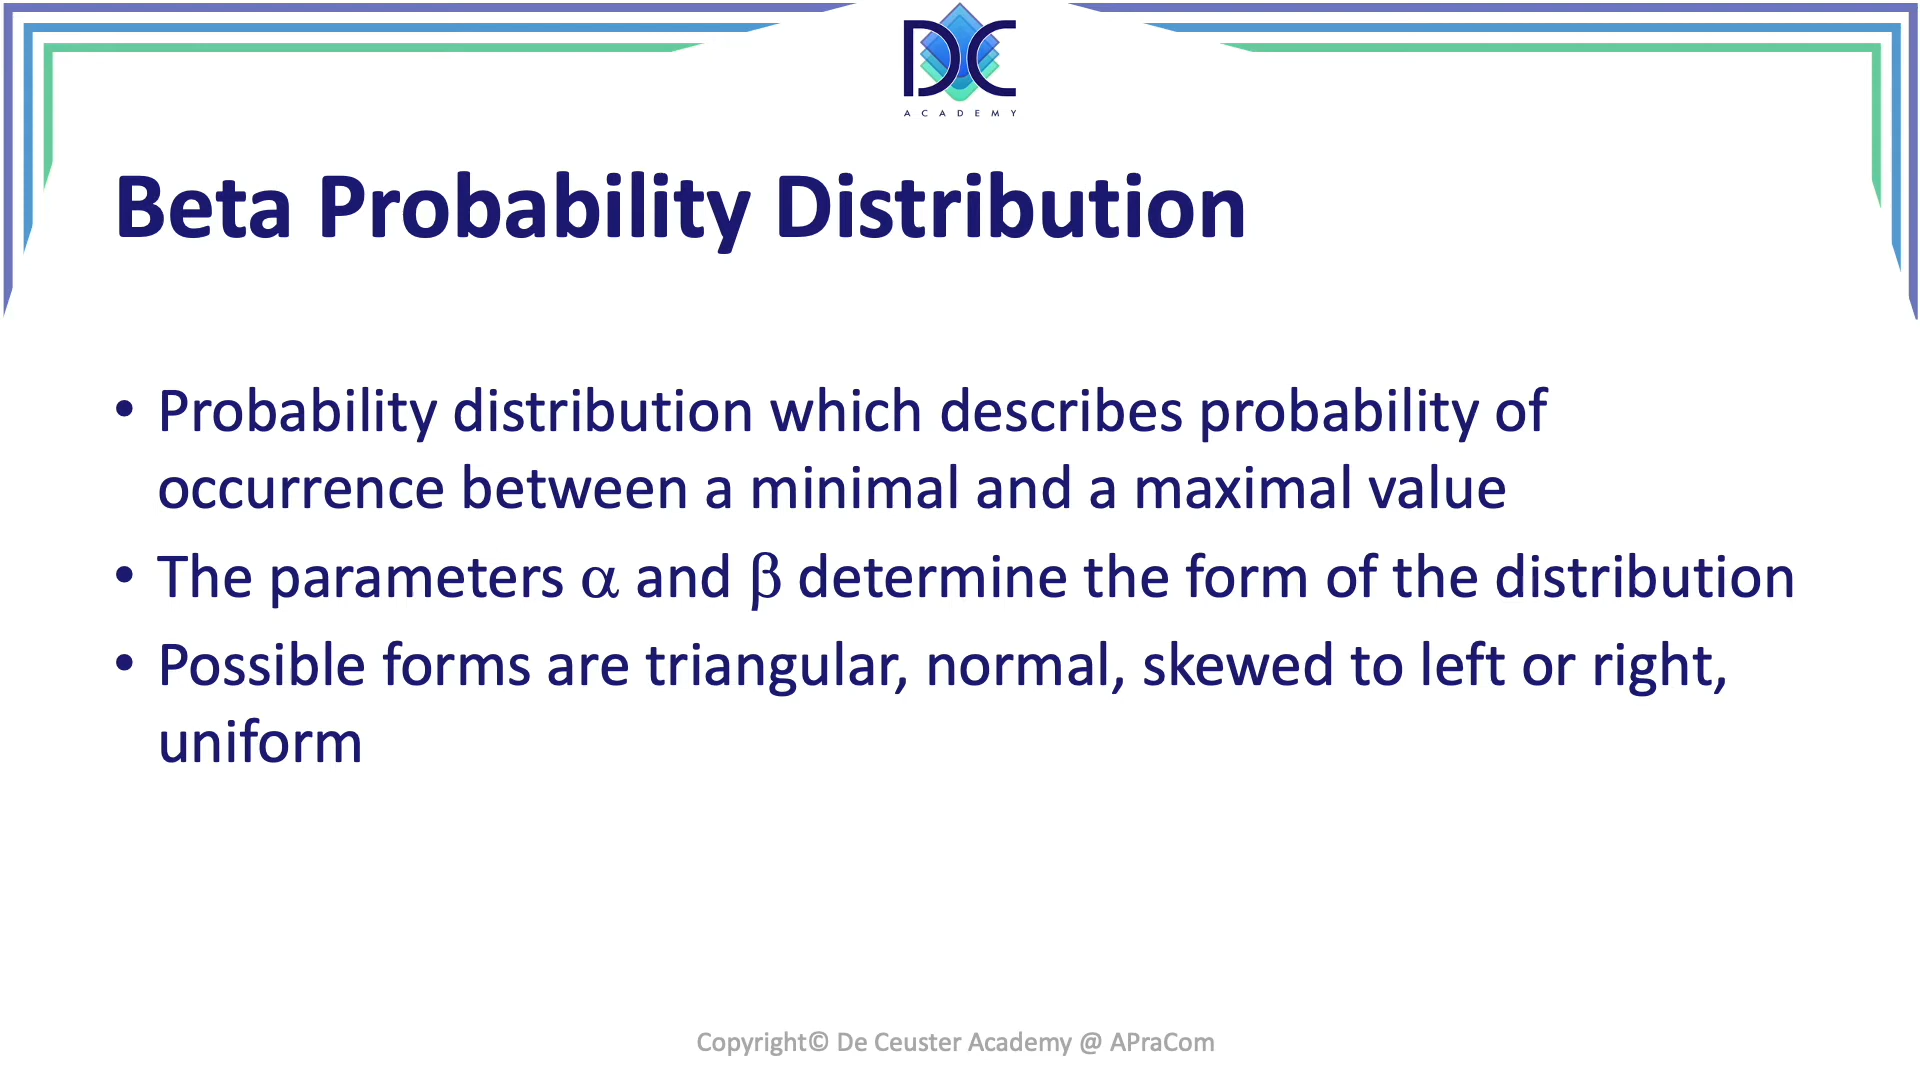 DC
ACADEMY
Beta Probability Distribution
• Probability distribution which describes probability of
occurrence between a minimal and a maximal value
• The parameters α and β determine the form of the distribution
• Possible forms are triangular, normal, skewed to left or right,
uniform
Copyright© De Ceuster Academy @ APraCom